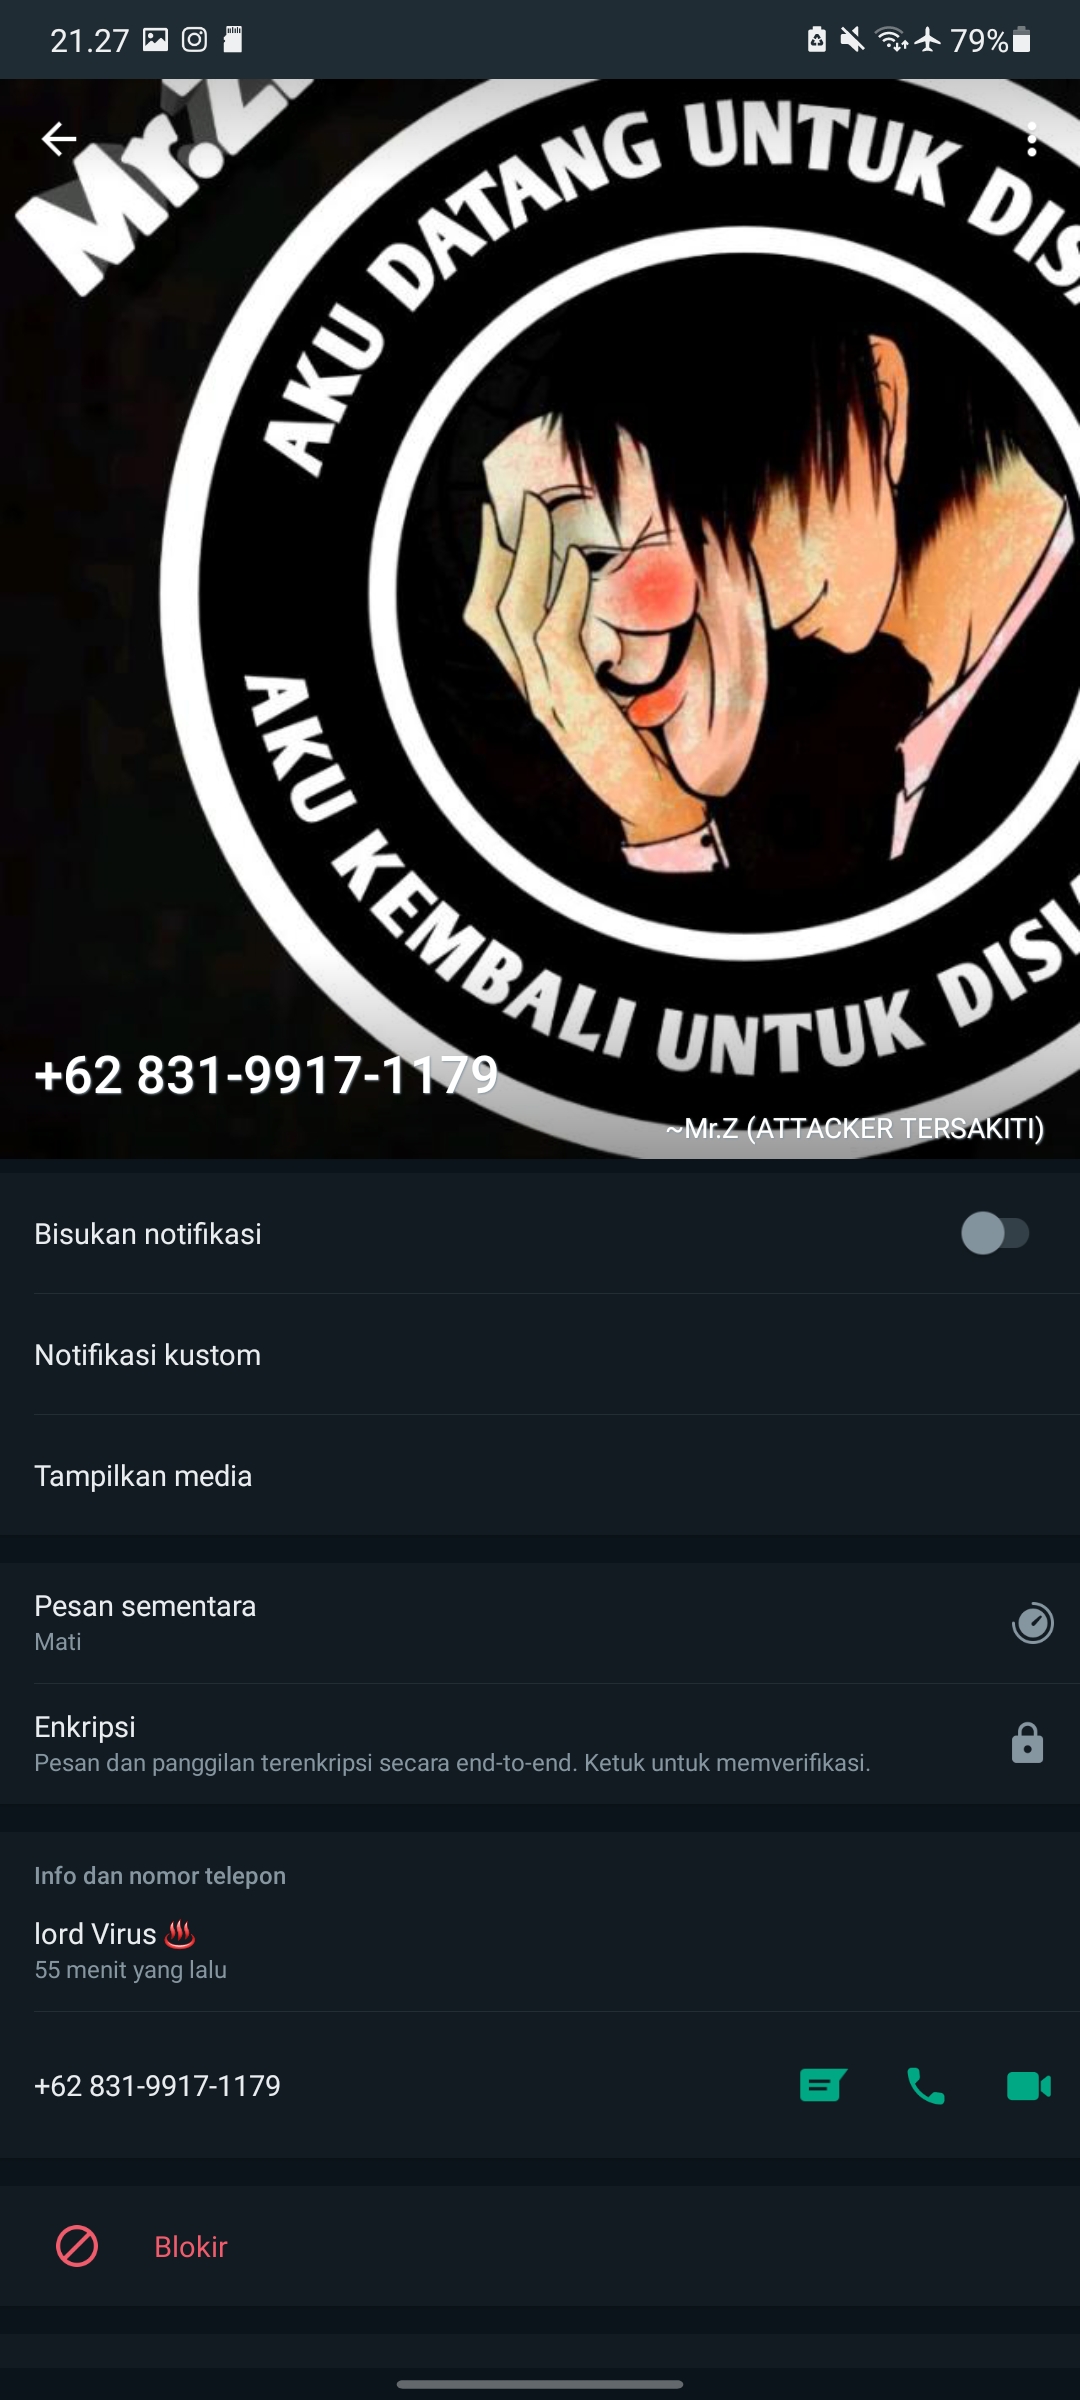 21.27
79%
Mr.Z
AKU DATANG UNTUK
AKU KEMBALI UNTUK
+62 831-9917-1179
~Mr.Z (ATTACKER TERSAKITI)
Bisukan notifikasi
Notifikasi kustom
Tampilkan media
Pesan sementara
Mati
Enkripsi
Pesan dan panggilan terenkripsi secara end-to-end. Ketuk untuk memverifikasi.
Info dan nomor telepon
lord Virus ♨️
55 menit yang lalu
+62 831-9917-1179
Blokir